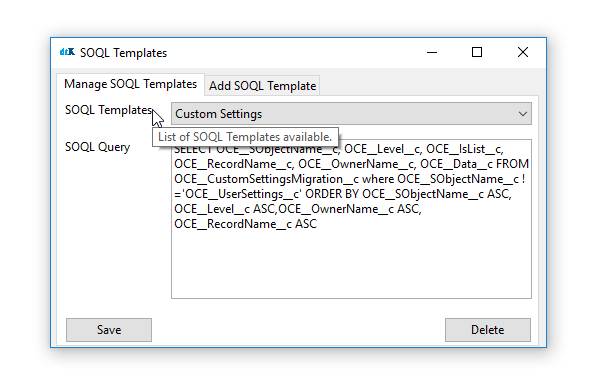 dtK SOQL Templates
Manage SOQL Templates Add SOQL Template
SOQL Templates Custom Settings
List of SOQL Templates available.
SOQL Query
SELECT OCE__SObjectName__c, OCE__Level__c, OCE__IsList__c,
OCE__RecordName__c, OCE__OwnerName__c, OCE__Data__c FROM
OCE__CustomSettingsMigration__c where OCE__SObjectName__c !
='OCE__UserSettings__c' ORDER BY OCE__SObjectName__c ASC,
OCE__Level__c ASC,OCE__OwnerName__c ASC,
OCE__RecordName__c ASC
Save Delete